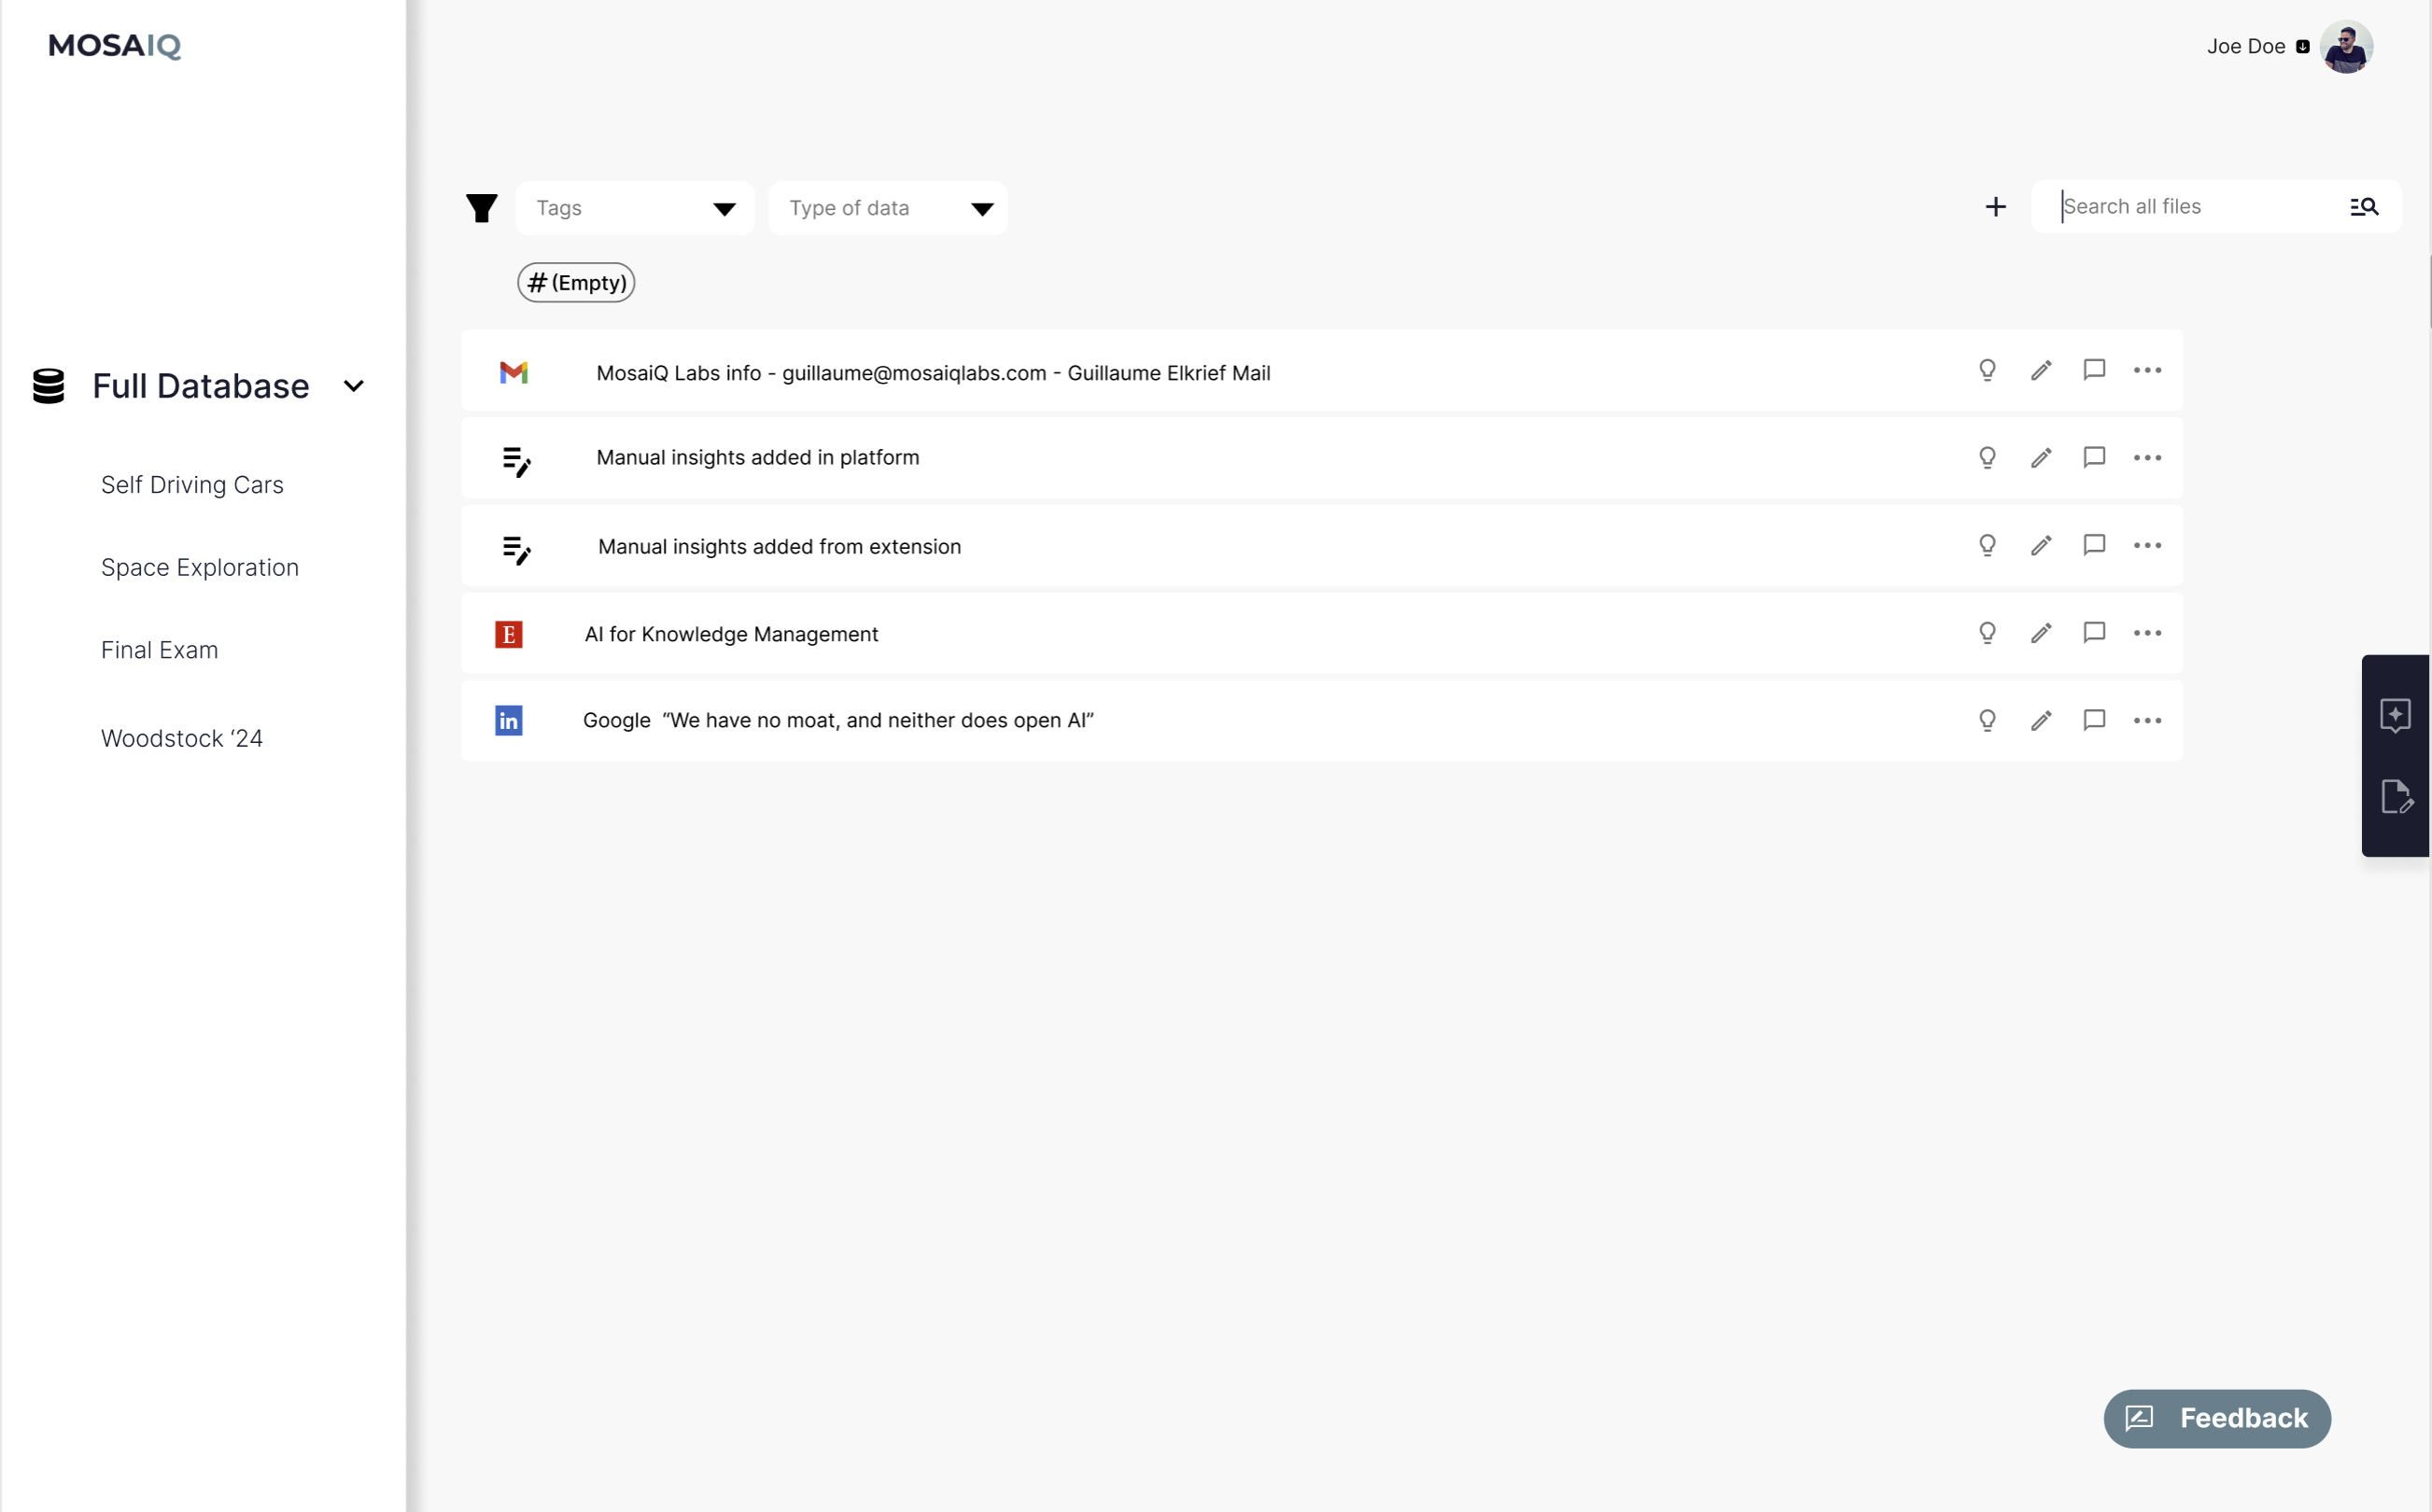 MOSAIQ
Joe Doe
Tags
Type of data
Search all files
#(Empty)
Full Database
Self Driving Cars
Space Exploration
Final Exam
Woodstock ‘24
MosaiQ Labs info - guillaume@mosaiqlabs.com - Guillaume Elkrief Mail
Manual insights added in platform
Manual insights added from extension
E AI for Knowledge Management
in Google “We have no moat, and neither does open AI”
Feedback